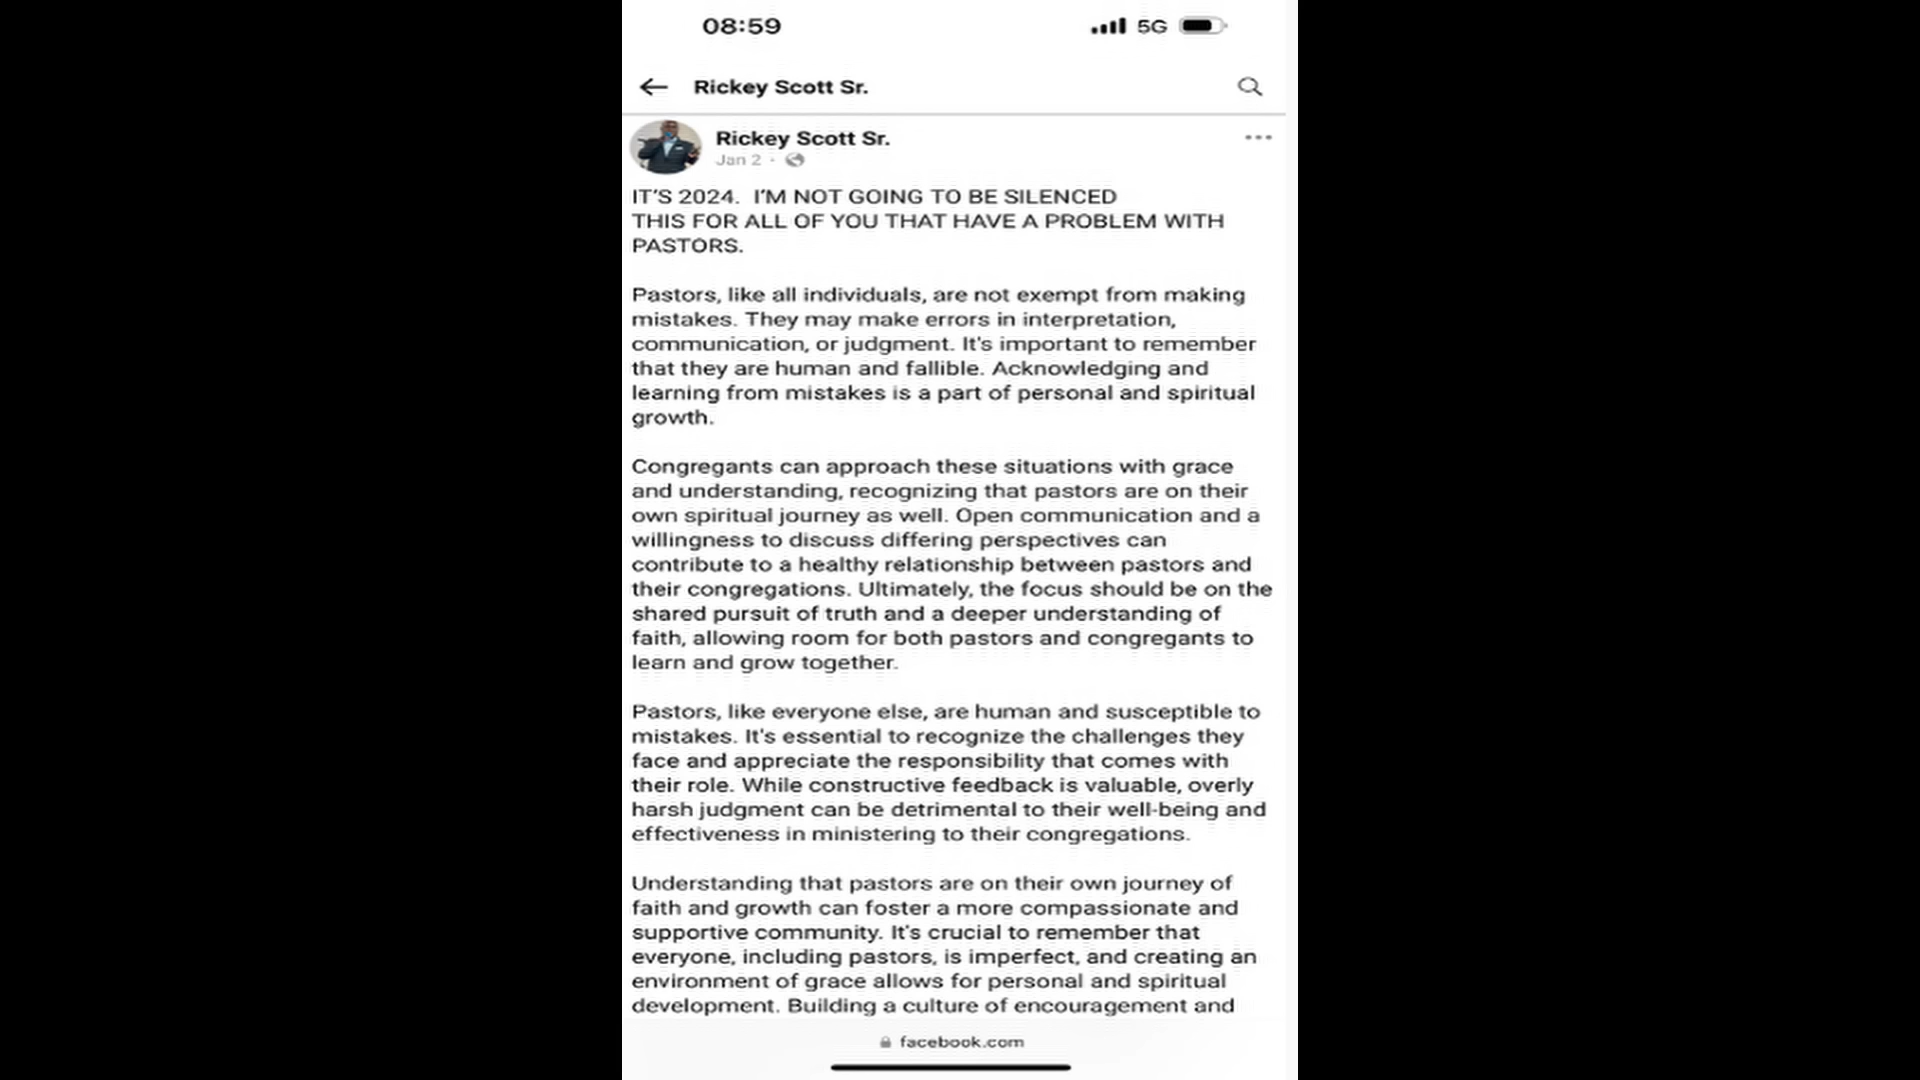 08:59
5G
Rickey Scott Sr.
Rickey Scott Sr.
Jan 2 ·
IT'S 2024.  I'M NOT GOING TO BE SILENCED
THIS FOR ALL OF YOU THAT HAVE A PROBLEM WITH
PASTORS.
Pastors, like all individuals, are not exempt from making
mistakes. They may make errors in interpretation,
communication, or judgment. It's important to remember
that they are human and fallible. Acknowledging and
learning from mistakes is a part of personal and spiritual
growth.
Congregants can approach these situations with grace
and understanding, recognizing that pastors are on their
own spiritual journey as well. Open communication and a
willingness to discuss differing perspectives can
contribute to a healthy relationship between pastors and
their congregations. Ultimately, the focus should be on the
shared pursuit of truth and a deeper understanding of
faith, allowing room for both pastors and congregants to
learn and grow together.
Pastors, like everyone else, are human and susceptible to
mistakes. It's essential to recognize the challenges they
face and appreciate the responsibility that comes with
their role. While constructive feedback is valuable, overly
harsh judgment can be detrimental to their well-being and
effectiveness in ministering to their congregations.
Understanding that pastors are on their own journey of
faith and growth can foster a more compassionate and
supportive community. It's crucial to remember that
everyone, including pastors, is imperfect, and creating an
environment of grace allows for personal and spiritual
development. Building a culture of encouragement and
facebook.com